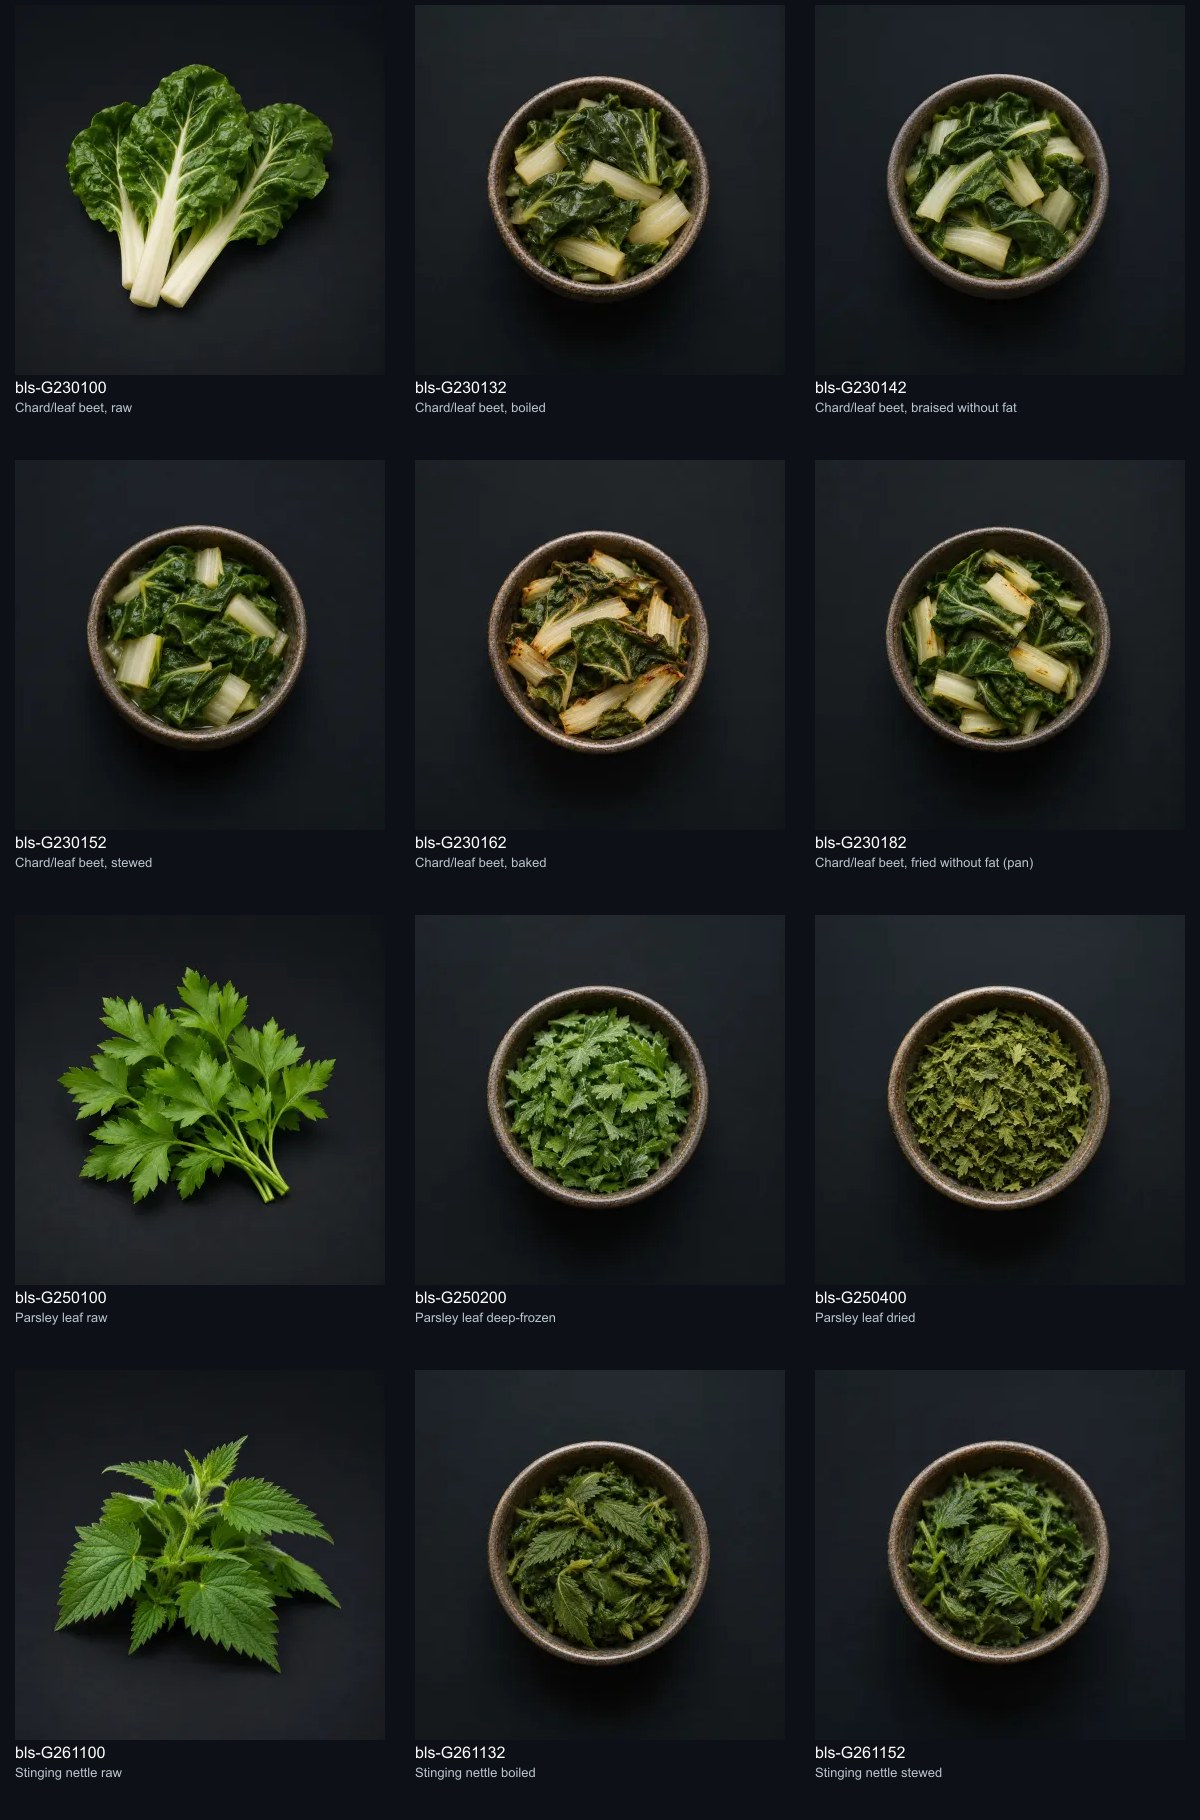 bls-G230100
Chard/leaf beet, raw
bls-G230132
Chard/leaf beet, boiled
bls-G230142
Chard/leaf beet, braised without fat
bls-G230152
Chard/leaf beet, stewed
bls-G230162
Chard/leaf beet, baked
bls-G230182
Chard/leaf beet, fried without fat (pan)
bls-G250100
Parsley leaf raw
bls-G250200
Parsley leaf deep-frozen
bls-G250400
Parsley leaf dried
bls-G261100
Stinging nettle raw
bls-G261132
Stinging nettle boiled
bls-G261152
Stinging nettle stewed